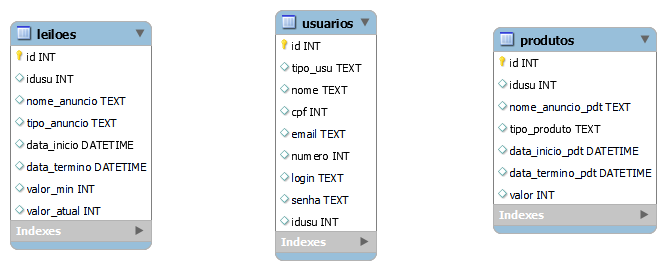 leiloes
id INT
idusu INT
nome_anuncio TEXT
tipo_anuncio TEXT
data_inicio DATETIME
data_termino DATETIME
valor_min INT
valor_atual INT
Indexes
usuarios
id INT
tipo_usu TEXT
nome TEXT
cpf INT
email TEXT
numero INT
login TEXT
senha TEXT
idusu INT
Indexes
produtos
id INT
idusu INT
nome_anuncio_pdt TEXT
tipo_produto TEXT
data_inicio_pdt DATETIME
data_termino_pdt DATETIME
valor INT
Indexes